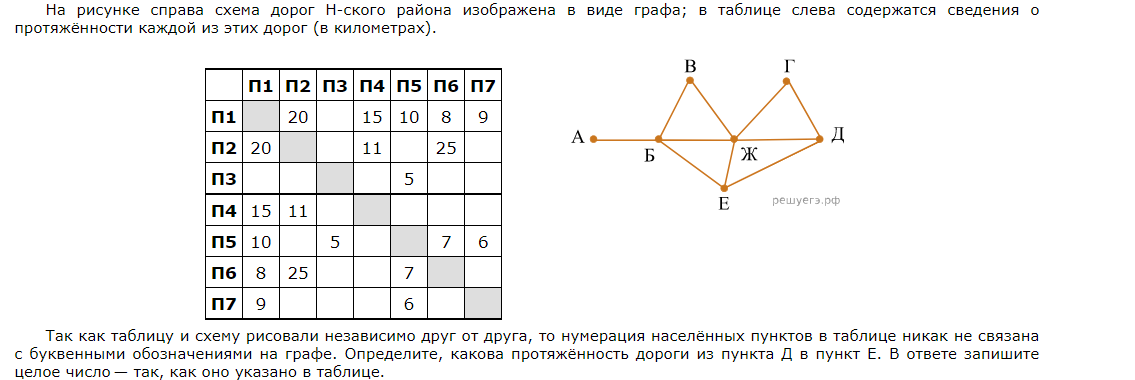 На рисунке справа схема дорог Н-ского района изображена в виде графа; в таблице слева содержатся сведения о
протяжённости каждой из этих дорог (в километрах).
П1 П2 П3 П4 П5 П6 П7
П1 20 15 10 8 9
П2 20 11 25
П3 5
П4 15 11
П5 10 5 7 6
П6 8 25 7
П7 9 6
В Г
А Б Ж Д
Е
решуегэ.рф
Так как таблицу и схему рисовали независимо друг от друга, то нумерация населённых пунктов в таблице никак не связана
с буквенными обозначениями на графе. Определите, какова протяжённость дороги из пункта Д в пункт Е. В ответе запишите
целое число — так, как оно указано в таблице.